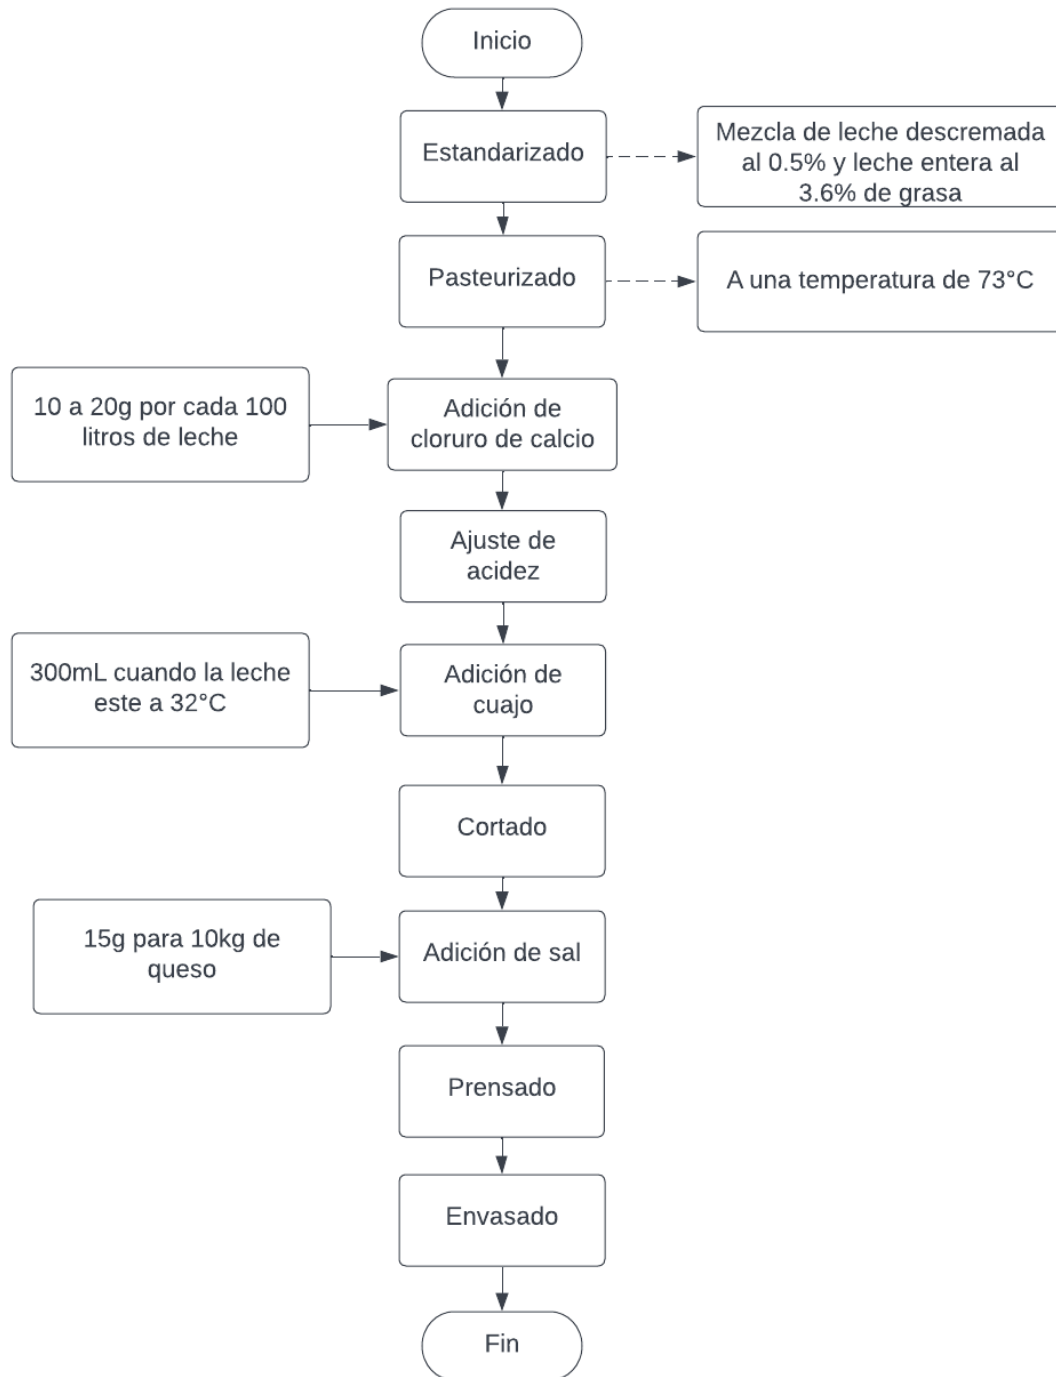 Inicio
Estandarizado
Mezcla de leche descremada
al 0.5% y leche entera al
3.6% de grasa
Pasteurizado
A una temperatura de 73°C
10 a 20g por cada 100
litros de leche
Adición de
cloruro de calcio
Ajuste de
acidez
300mL cuando la leche
este a 32°C
Adición de
cuajo
Cortado
15g para 10kg de
queso
Adición de sal
Prensado
Envasado
Fin